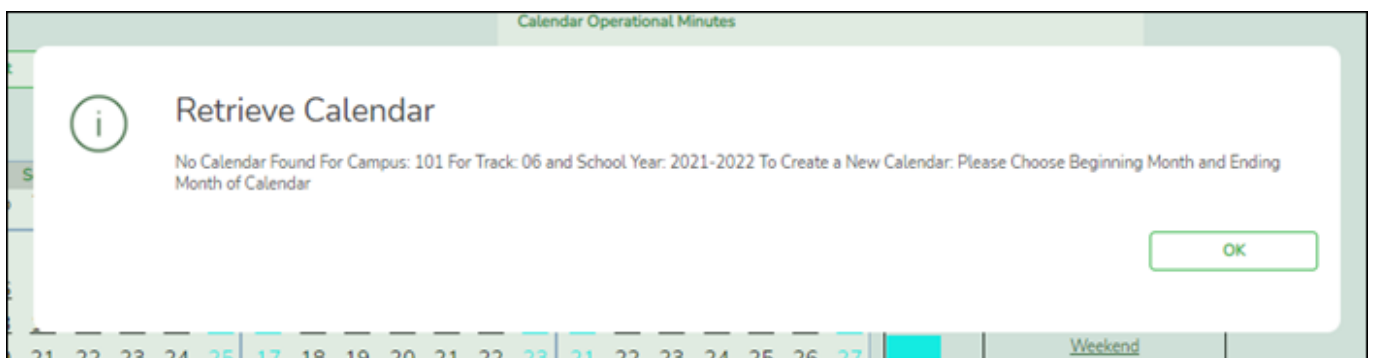 Calendar Operational Minutes
Retrieve Calendar
No Calendar Found For Campus: 101 For Track: 06 and School Year: 2021-2022 To Create a New Calendar: Please Choose Beginning Month and Ending
Month of Calendar
OK
21 22 23 24 25 17 18 19 20 21 22 23 21 22 23 24 25 26 27 Weekend